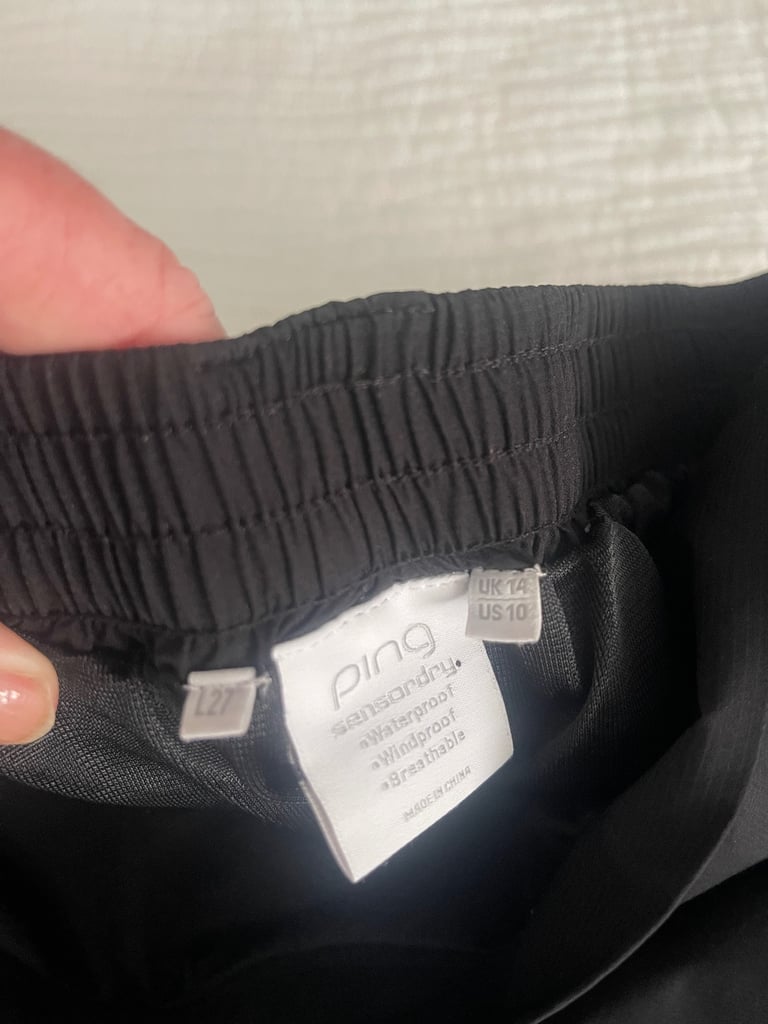 UK 14
US 10
L27
ping
sensordry.
•Waterproof
•Windproof
•Breathable
MADE IN CHINA